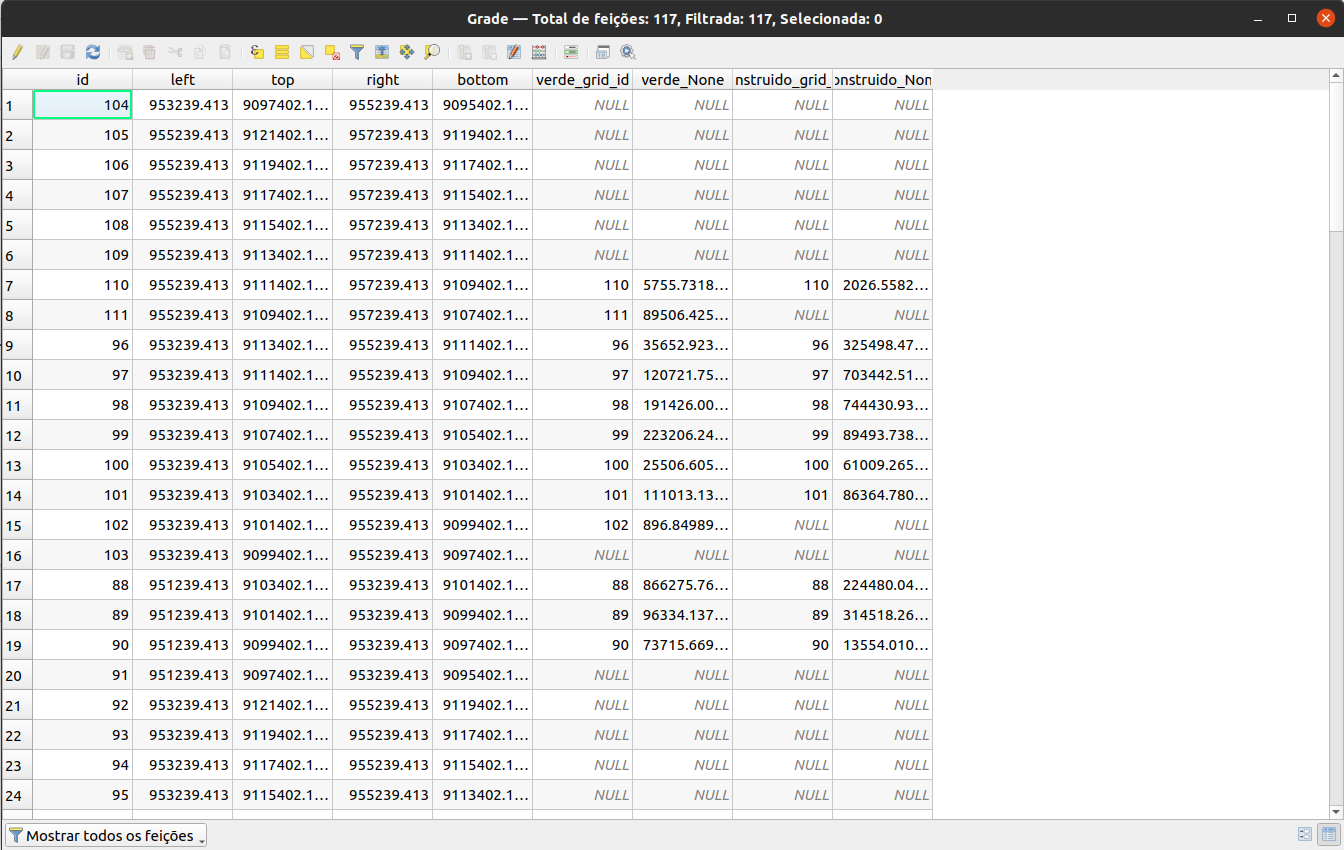 Grade — Total de feições: 117, Filtrada: 117, Selecionada: 0
id left top right bottom verde_grid_id verde_None nstruido_grid_ onstruido_Non
1 104 953239.413 9097402.1… 955239.413 9095402.1… NULL NULL NULL NULL
2 105 955239.413 9121402.1… 957239.413 9119402.1… NULL NULL NULL NULL
3 106 955239.413 9119402.1… 957239.413 9117402.1… NULL NULL NULL NULL
4 107 955239.413 9117402.1… 957239.413 9115402.1… NULL NULL NULL NULL
5 108 955239.413 9115402.1… 957239.413 9113402.1… NULL NULL NULL NULL
6 109 955239.413 9113402.1… 957239.413 9111402.1… NULL NULL NULL NULL
7 110 955239.413 9111402.1… 957239.413 9109402.1… 110 5755.7318… 110 2026.5582…
8 111 955239.413 9109402.1… 957239.413 9107402.1… 111 89506.425… NULL NULL
9 96 953239.413 9113402.1… 955239.413 9111402.1… 96 35652.923… 96 325498.47…
10 97 953239.413 9111402.1… 955239.413 9109402.1… 97 120721.75… 97 703442.51…
11 98 953239.413 9109402.1… 955239.413 9107402.1… 98 191426.00… 98 744430.93…
12 99 953239.413 9107402.1… 955239.413 9105402.1… 99 223206.24… 99 89493.738…
13 100 953239.413 9105402.1… 955239.413 9103402.1… 100 25506.605… 100 61009.265…
14 101 953239.413 9103402.1… 955239.413 9101402.1… 101 111013.13… 101 86364.780…
15 102 953239.413 9101402.1… 955239.413 9099402.1… 102 896.84989… NULL NULL
16 103 953239.413 9099402.1… 955239.413 9097402.1… NULL NULL NULL NULL
17 88 951239.413 9103402.1… 953239.413 9101402.1… 88 866275.76… 88 224480.04…
18 89 951239.413 9101402.1… 953239.413 9099402.1… 89 96334.137… 89 314518.26…
19 90 951239.413 9099402.1… 953239.413 9097402.1… 90 73715.669… 90 13554.010…
20 91 951239.413 9097402.1… 953239.413 9095402.1… NULL NULL NULL NULL
21 92 953239.413 9121402.1… 955239.413 9119402.1… NULL NULL NULL NULL
22 93 953239.413 9119402.1… 955239.413 9117402.1… NULL NULL NULL NULL
23 94 953239.413 9117402.1… 955239.413 9115402.1… NULL NULL NULL NULL
24 95 953239.413 9115402.1… 955239.413 9113402.1… NULL NULL NULL NULL
Mostrar todos os feições